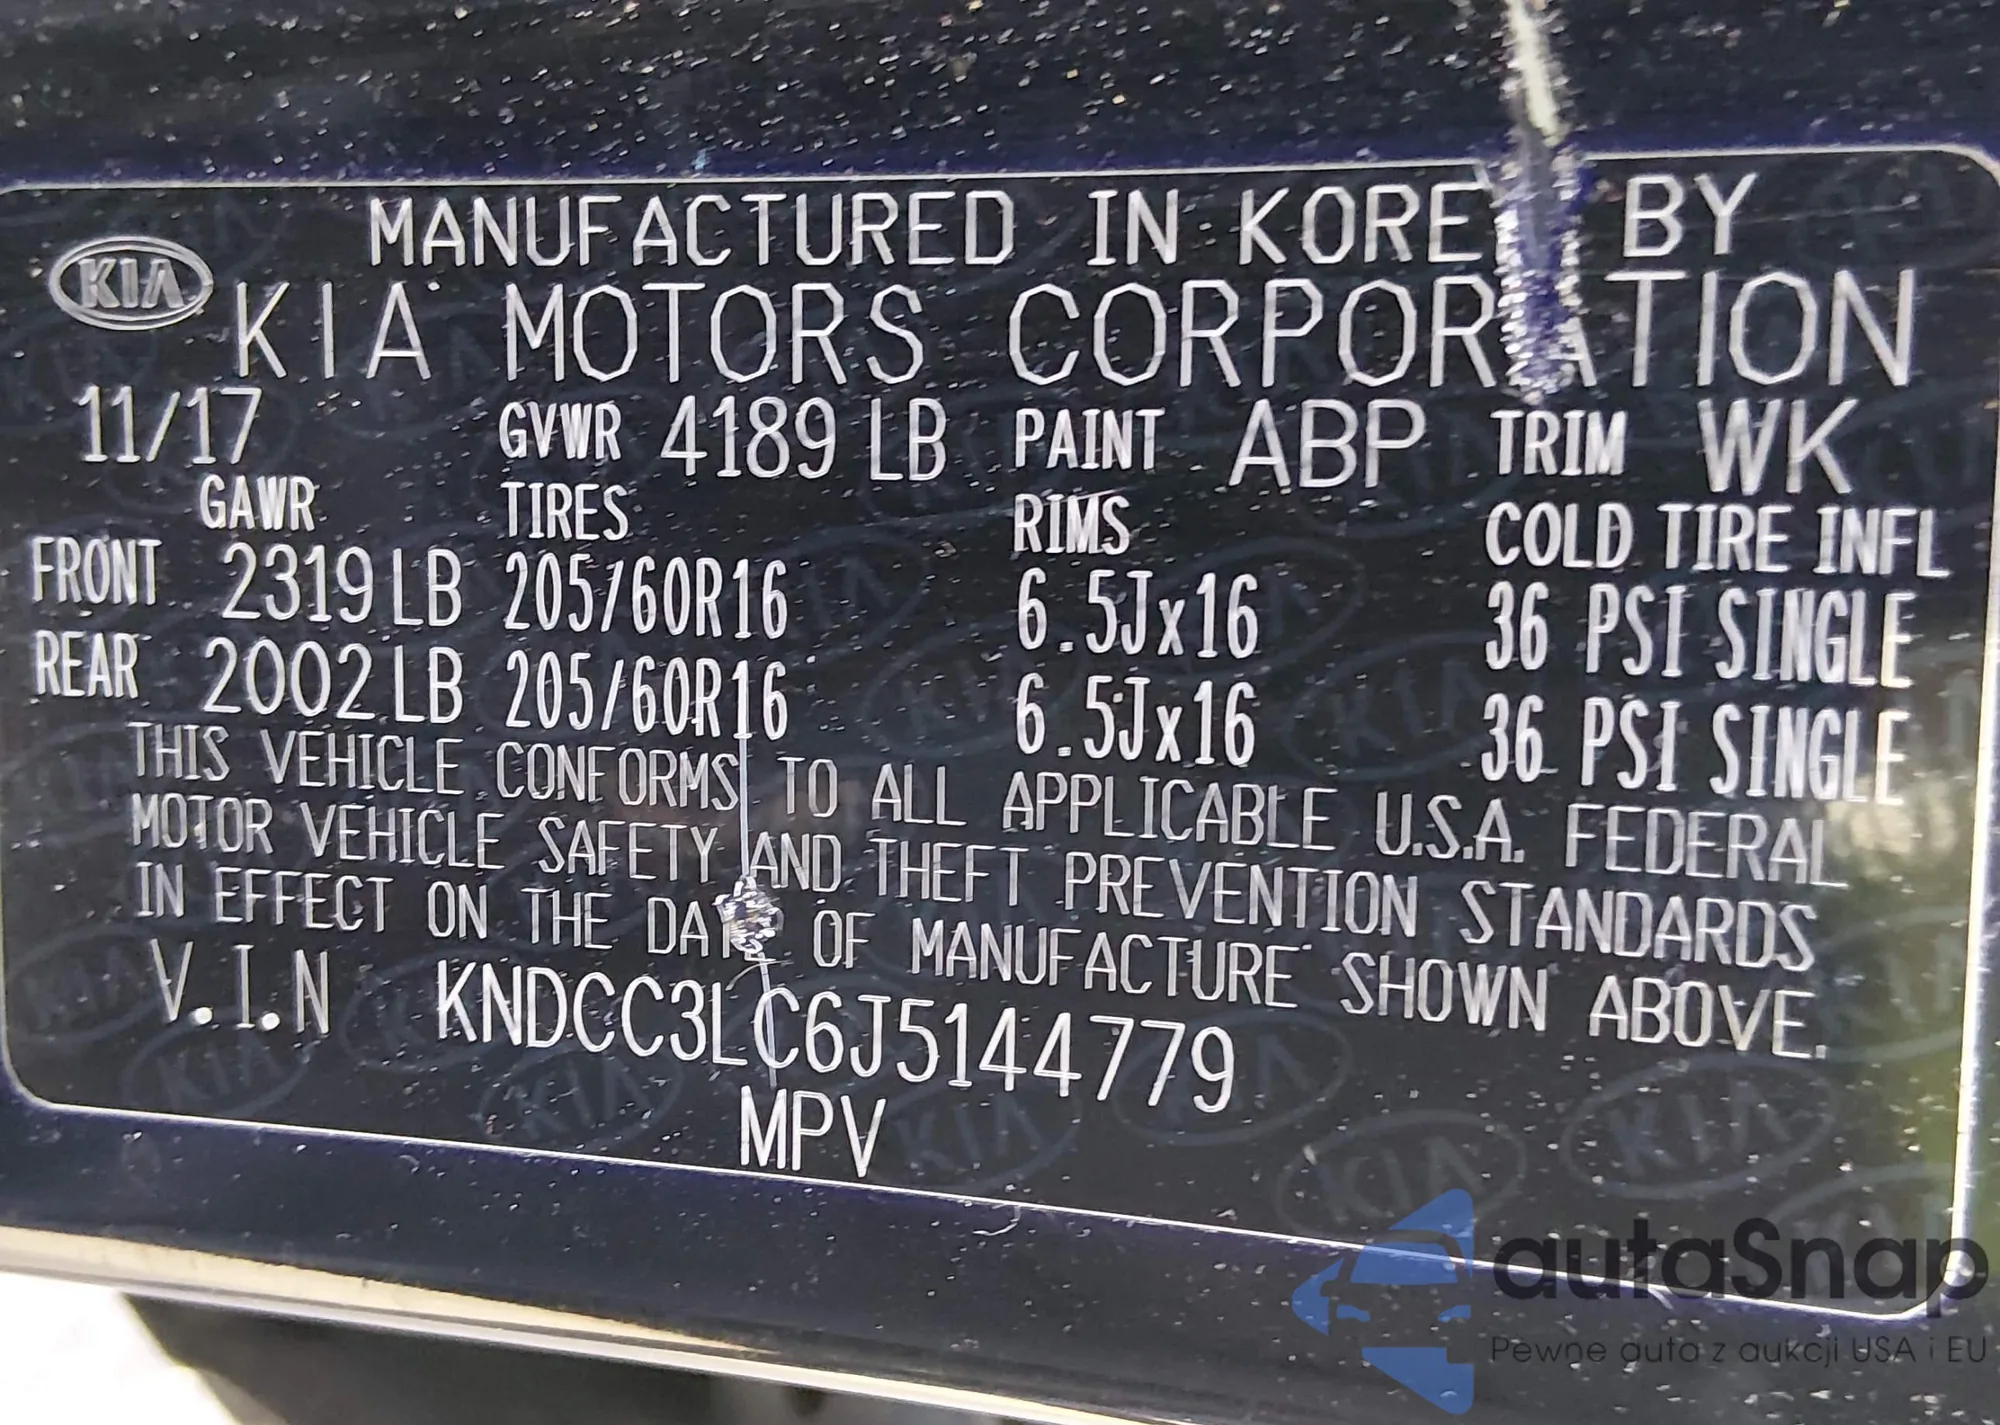 MANUFACTURED IN KOREA BY
KIA
KIA MOTORS CORPORATION
11/17 GVWR 4189 LB PAINT ABP TRIM WK
GAWR TIRES RIMS COLD TIRE INFL
FRONT 2319 LB 205/60R16 6.5Jx16 36 PSI SINGLE
REAR 2002 LB 205/60R16 6.5Jx16 36 PSI SINGLE
THIS VEHICLE CONFORMS TO ALL APPLICABLE U.S.A. FEDERAL
MOTOR VEHICLE SAFETY AND THEFT PREVENTION STANDARDS
IN EFFECT ON THE DATE OF MANUFACTURE SHOWN ABOVE.
V.I.N KNDCC3LC6J5144779
MPV
autaSnap
Pewne auta z aukcji USA i EU